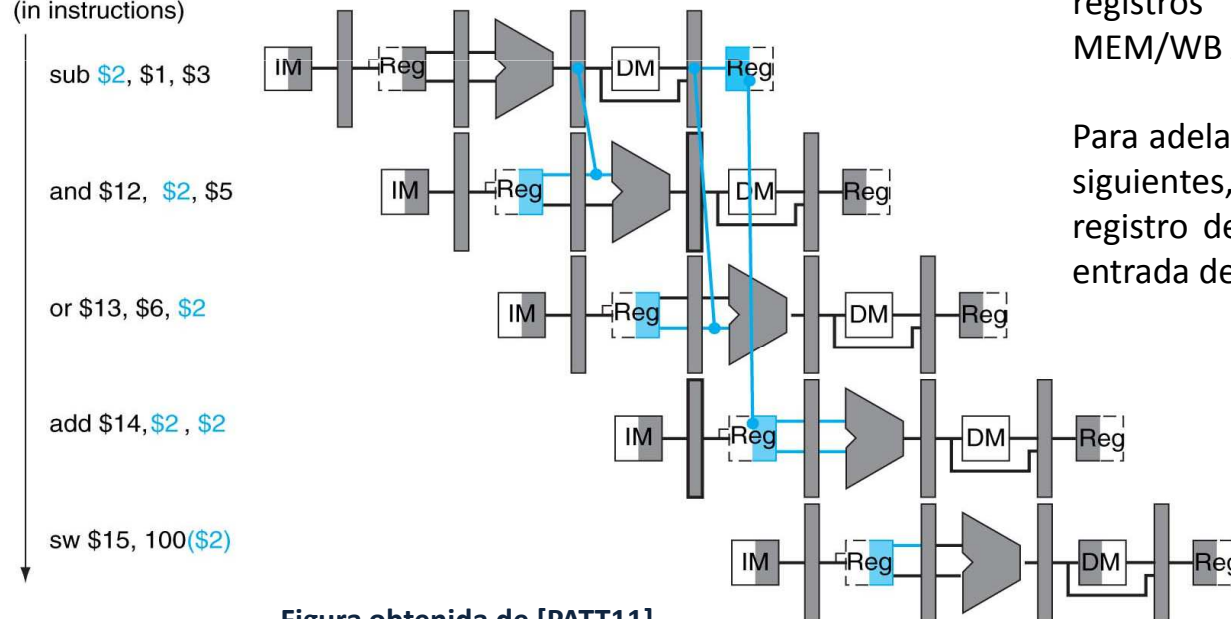 (in instructions)
sub $2, $1, $3
IM
Reg
DM
Reg
and $12, $2, $5
IM
Reg
DM
Reg
or $13, $6, $2
IM
Reg
DM
Reg
add $14,$2 , $2
IM
Reg
DM
Reg
sw $15, 100($2)
IM
Reg
DM
Reg
registros
MEM/WB
Para adela
siguientes,
registro de
entrada de
Figura obtenida de [PATT11]